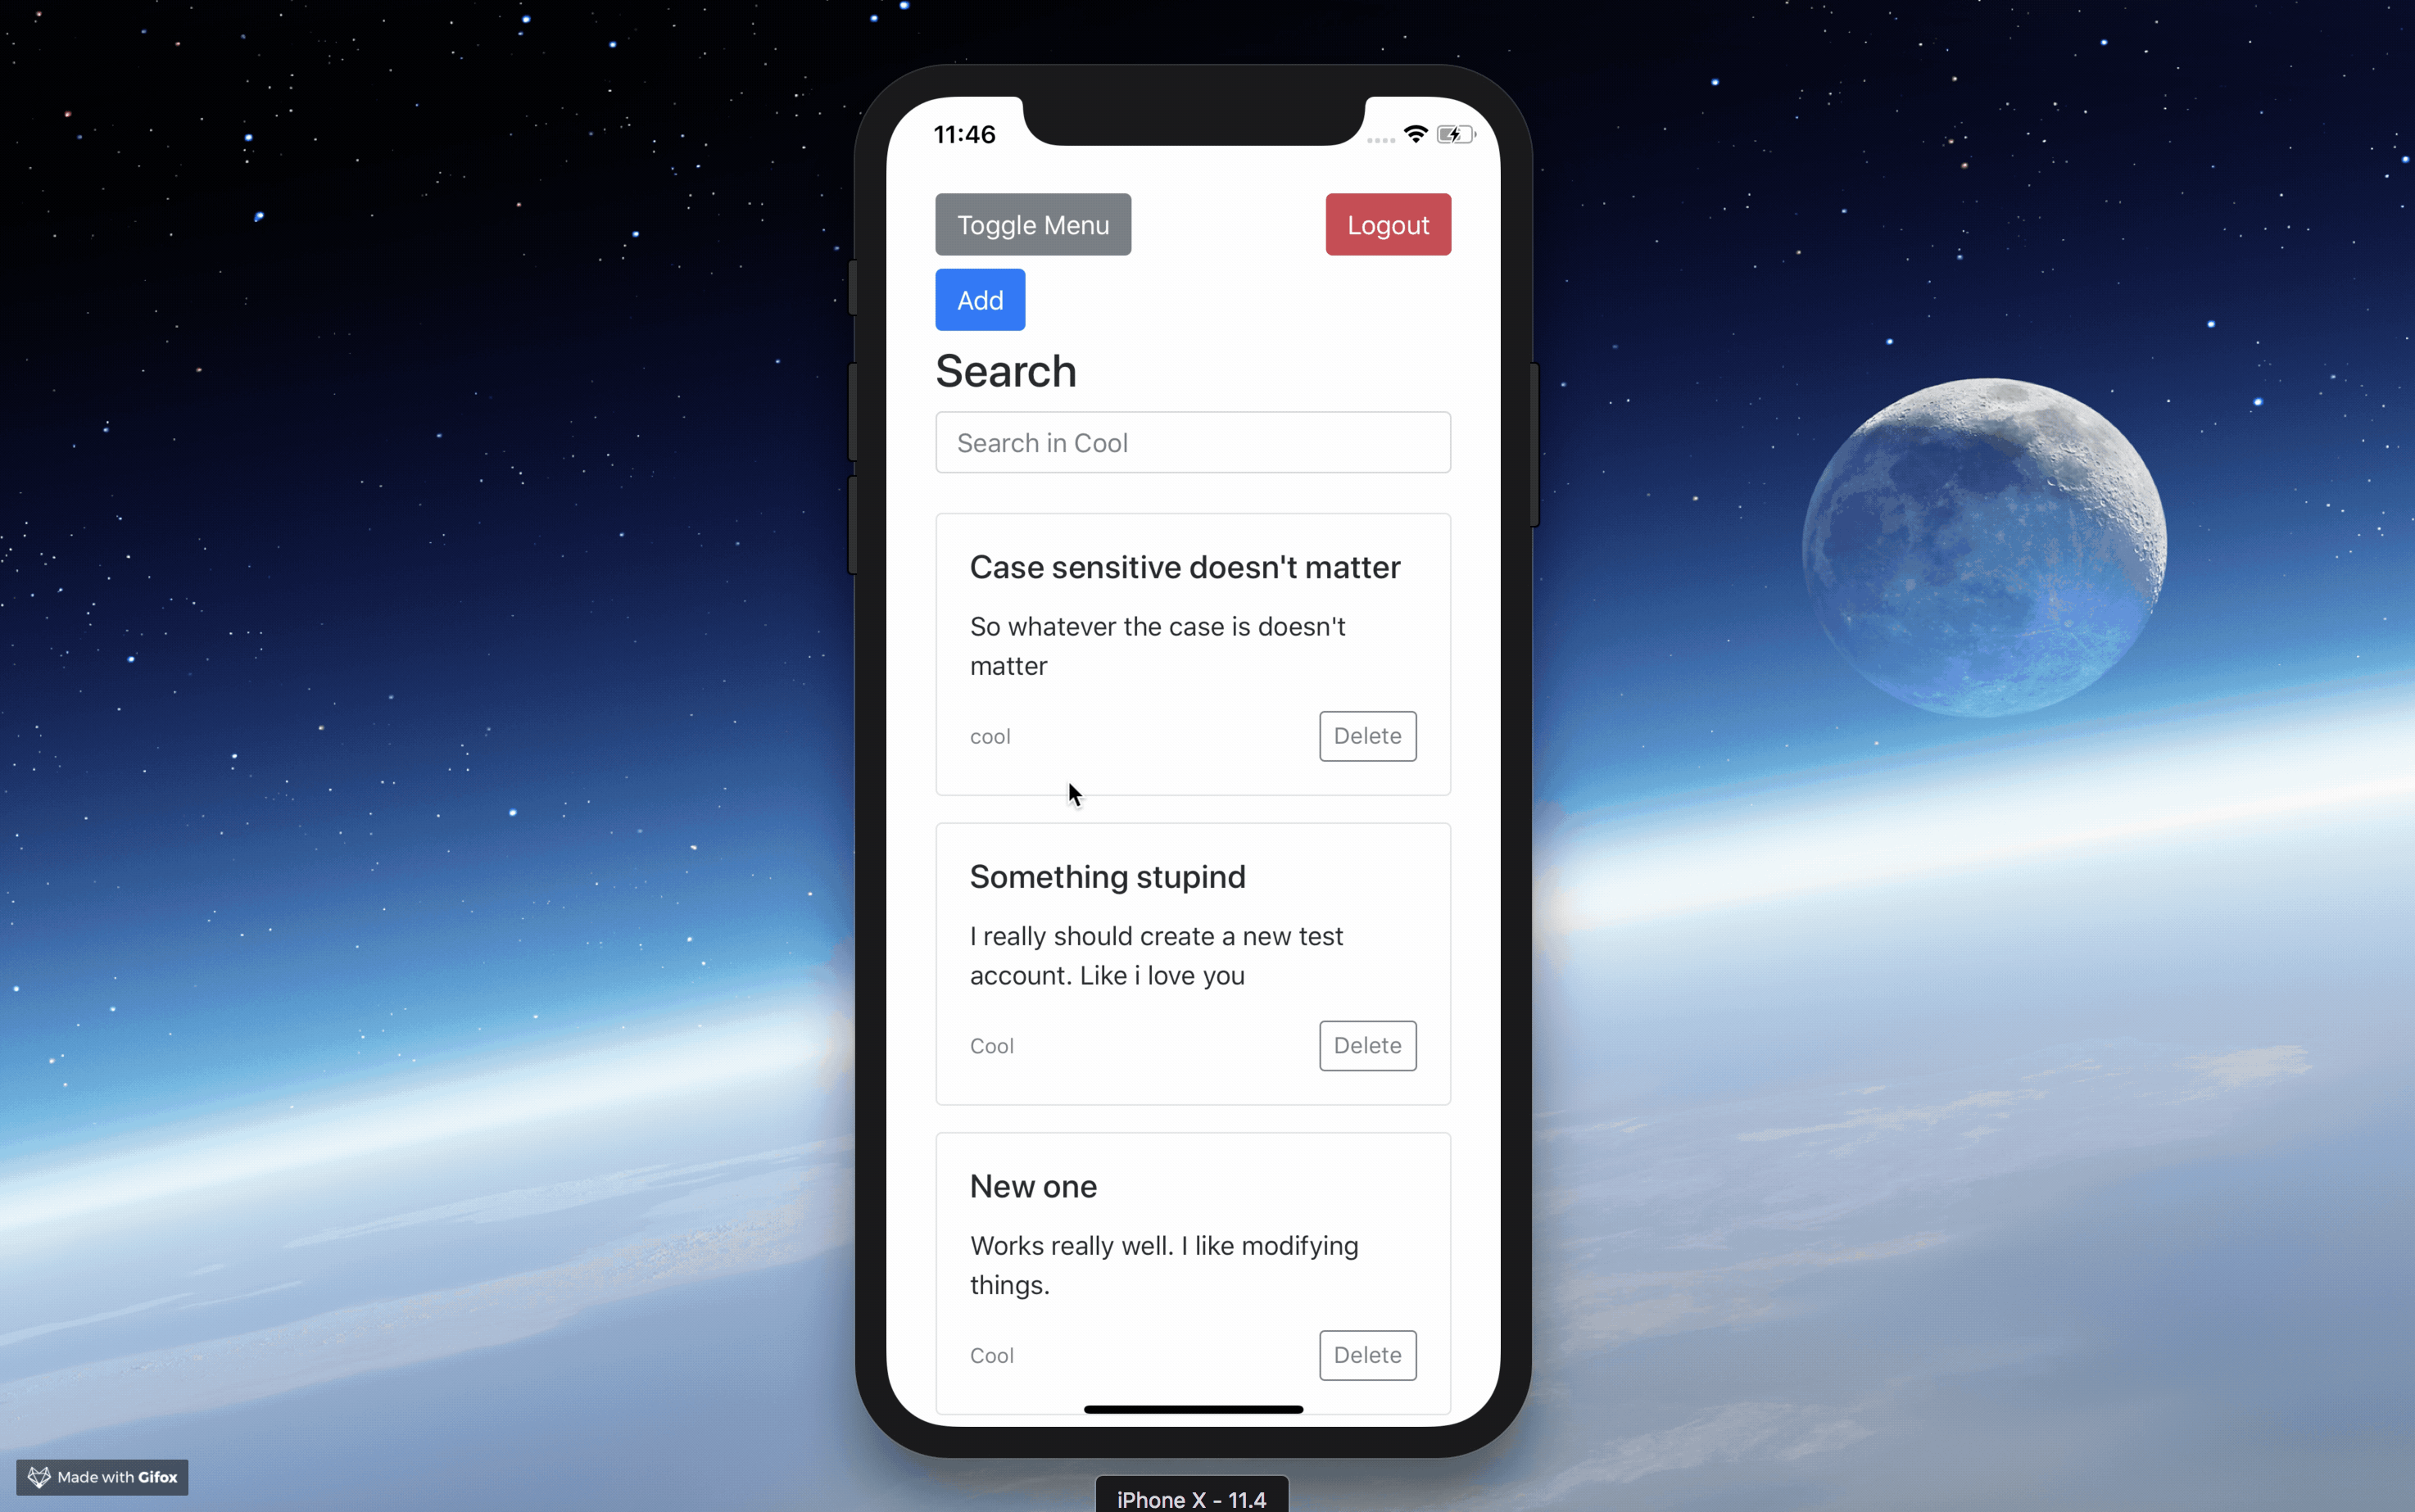 11:46
Toggle Menu
Logout
Add
Search
Search in Cool
Case sensitive doesn't matter
So whatever the case is doesn't
matter
cool
Delete
Something stupind
I really should create a new test
account. Like i love you
Cool
Delete
New one
Works really well. I like modifying
things.
Cool
Delete
Made with Gifox
iPhone X - 11.4